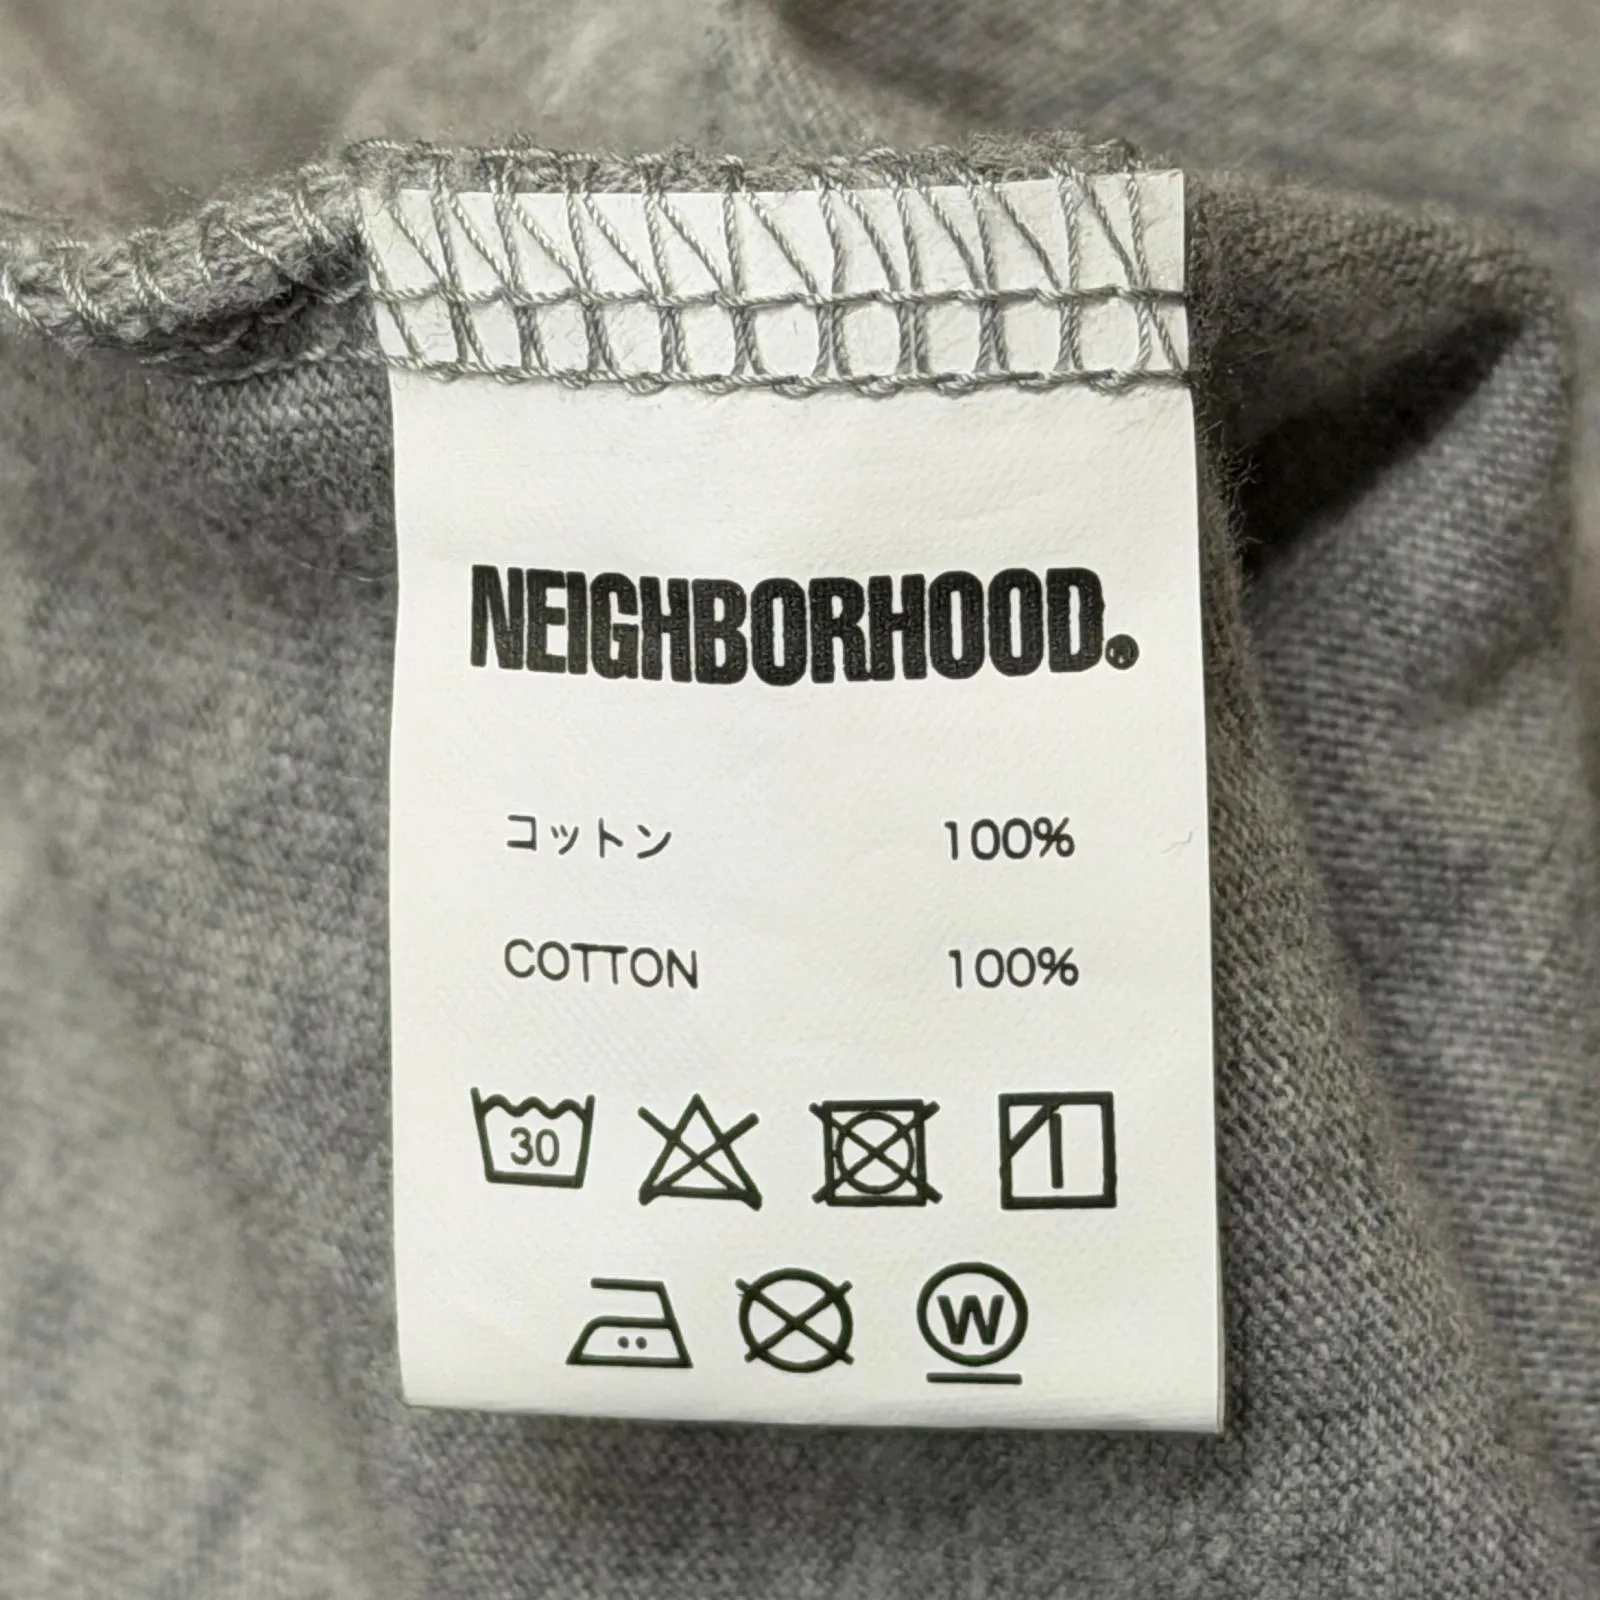 NEIGHBORHOOD®
コットン 100%
COTTON 100%
30
W